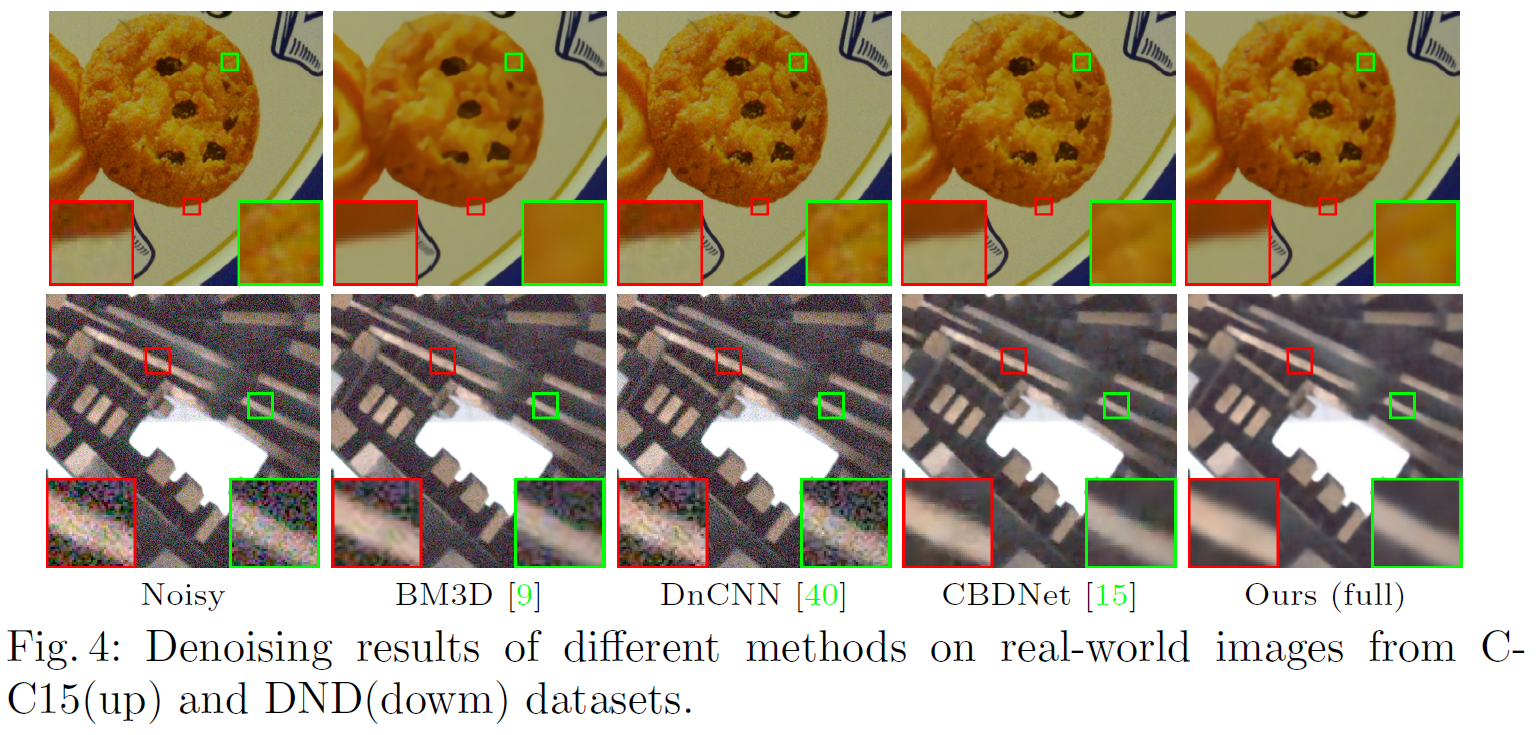 Noisy BM3D [9] DnCNN [40] CBDNet [15] Ours (full)
Fig. 4: Denoising results of different methods on real-world images from C-
C15(up) and DND(dowm) datasets.